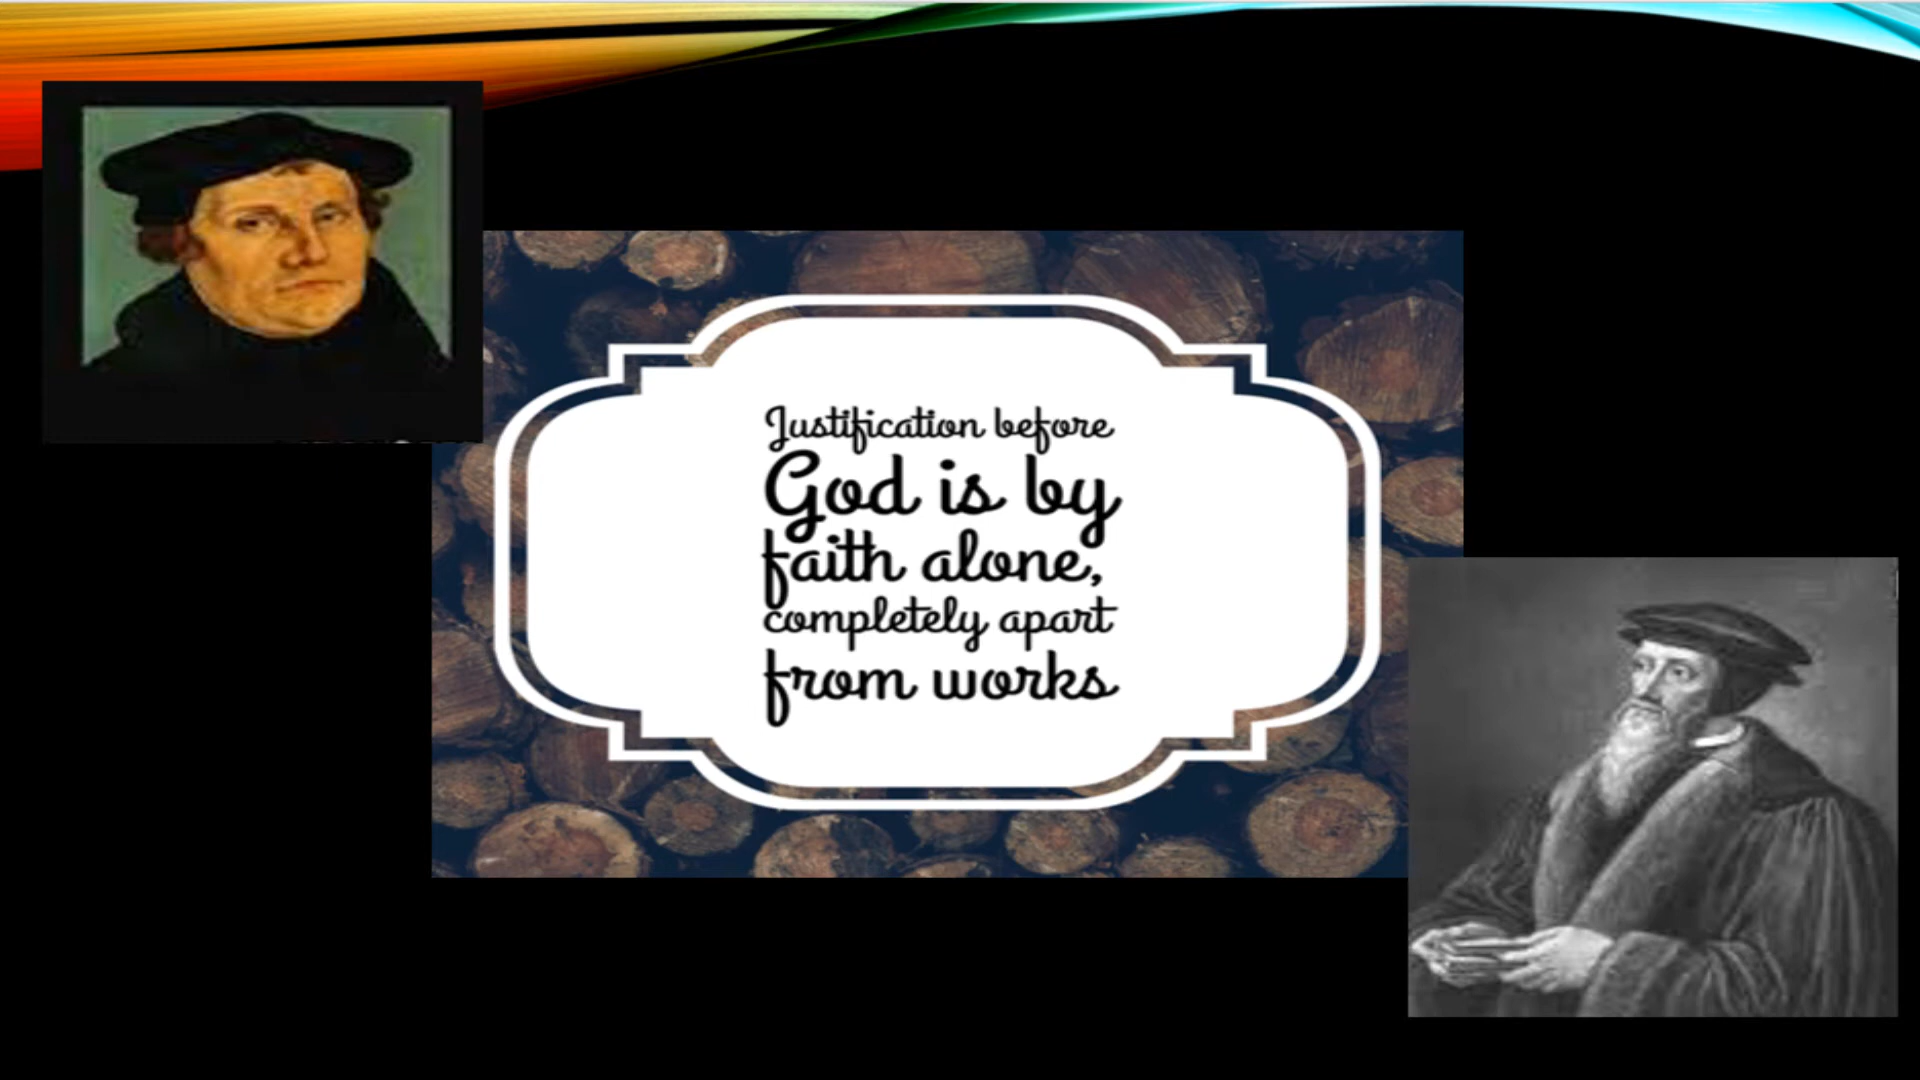 Justification before
God is by
faith alone,
completely apart
from works